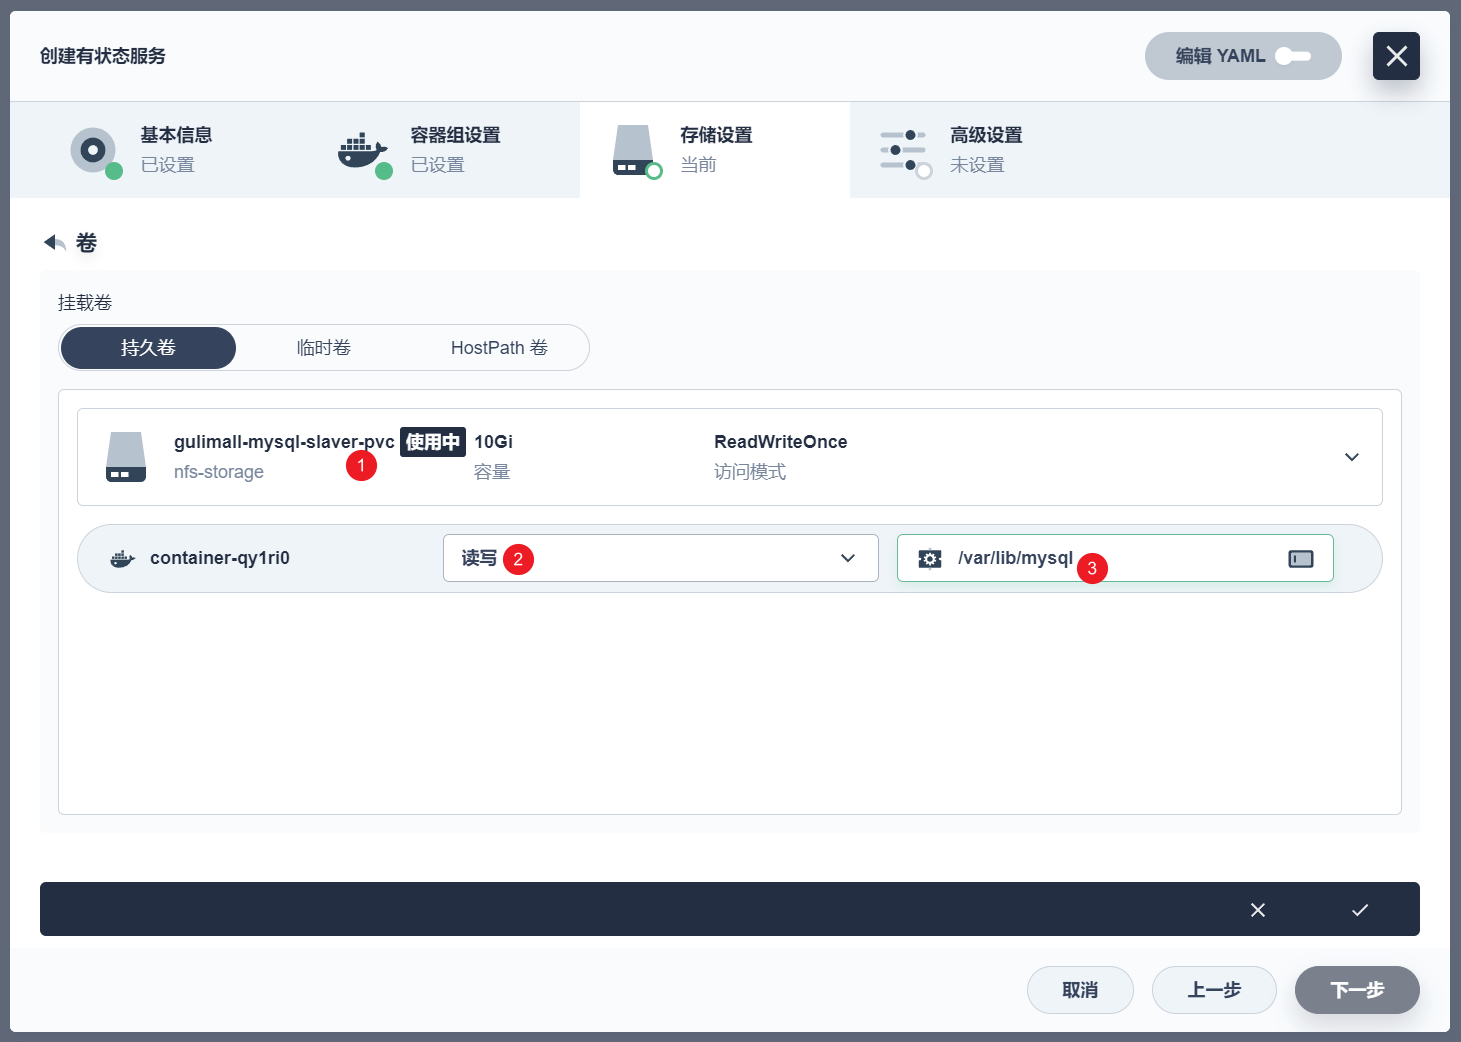 创建有状态服务
编辑 YAML
基本信息
已设置
容器组设置
已设置
存储设置
当前
高级设置
未设置
卷
挂载卷
持久卷
临时卷
HostPath 卷
gulimall-mysql-slaver-pvc 使用中
nfs-storage
1
10Gi
容量
ReadWriteOnce
访问模式
container-qy1ri0
读写
2
/var/lib/mysql
3
取消
上一步
下一步